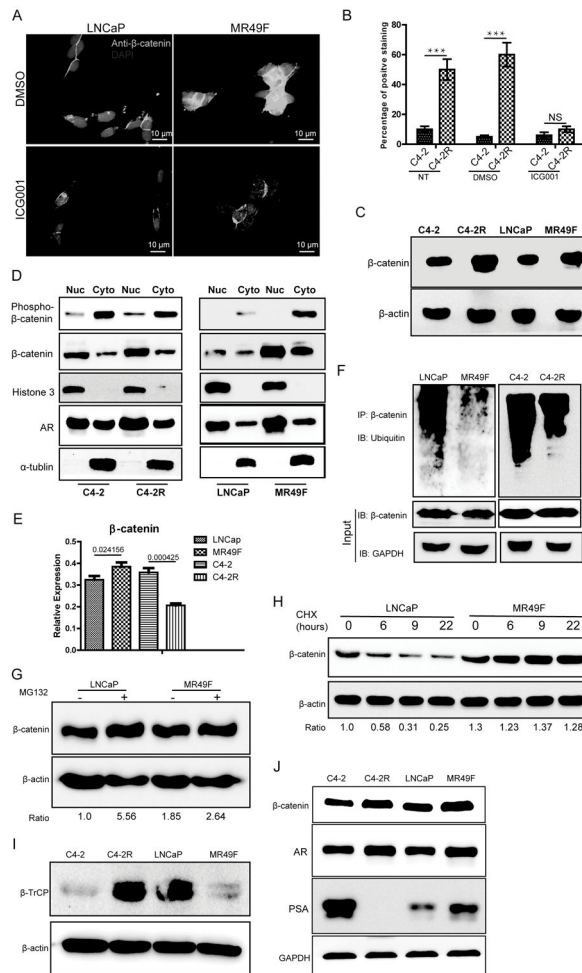 A
LNCaP
MR49F
Anti-β-catenin
DAPI
DMSO
10 μm
10 μm
ICG001
10 μm
10 μm
B
Percentage of positve staining
80
60
40
20
0
***
***
NS
C4-2
C4-2R
C4-2
C4-2R
C4-2
C4-2R
NT
DMSO
ICG001
C
C4-2 C4-2R LNCaP MR49F
β-catenin
β-actin
D
Nuc Cyto Nuc Cyto
Nuc Cyto Nuc Cyto
Phospho-
β-catenin
β-catenin
Histone 3
AR
α-tublin
C4-2 C4-2R
LNCaP MR49F
E
β-catenin
Relative Expression
0.4
0.3
0.2
0.1
0.0
0.024156
0.000425
LNCap
MR49F
C4-2
C4-2R
F
LNCaP MR49F
C4-2 C4-2R
IP: β-catenin
IB: Ubiquitin
Input
IB: β-catenin
IB: GAPDH
G
LNCaP MR49F
MG132 - + - +
β-catenin
β-actin
Ratio 1.0 5.56 1.85 2.64
H
CHX
(hours)
LNCaP MR49F
0 6 9 22 0 6 9 22
β-catenin
β-actin
Ratio 1.0 0.58 0.31 0.25 1.3 1.23 1.37 1.28
I
C4-2 C4-2R LNCaP MR49F
β-TrCP
β-actin
J
C4-2 C4-2R LNCaP MR49F
β-catenin
AR
PSA
GAPDH